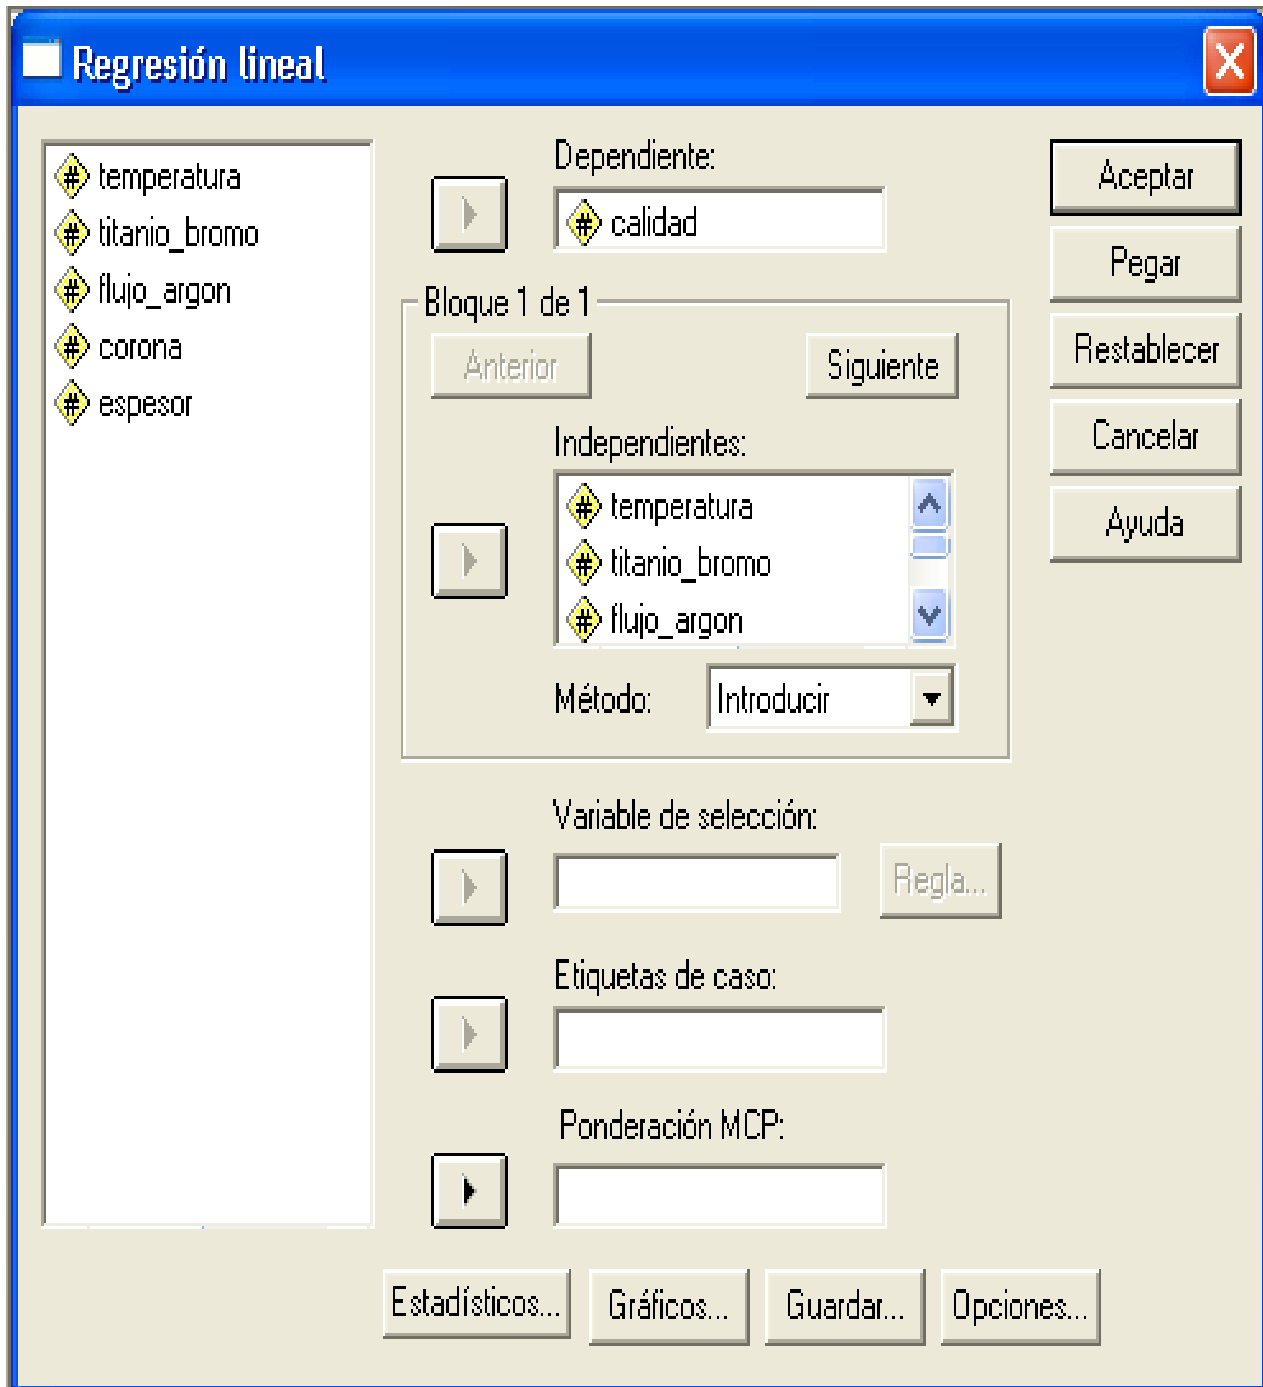 Regresión lineal
temperatura
titanio_bromo
flujo_argon
corona
espesor
Dependiente:
calidad
Bloque 1 de 1
Anterior
Siguiente
Independientes:
temperatura
titanio_bromo
flujo_argon
Método:
Introducir
Variable de selección:
Regla...
Etiquetas de caso:
Ponderación MCP:
Aceptar
Pegar
Restablecer
Cancelar
Ayuda
Estadísticos...
Gráficos...
Guardar...
Opciones...